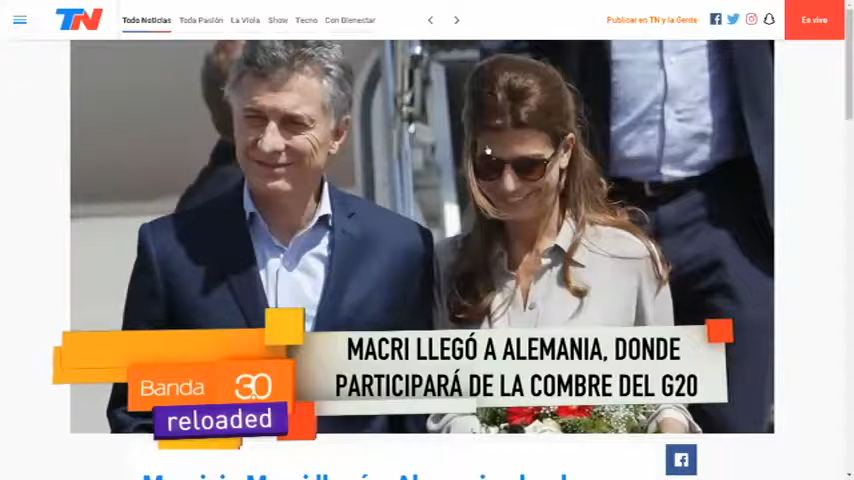 TN Todo Noticias Todo Pasión La Viola Show Tecno Con Bienestar Publicar en TN y la Gente En vivo
MACRI LLEGÓ A ALEMANIA, DONDE
PARTICIPARÁ DE LA COMBRE DEL G20
Banda 3.0
reloaded